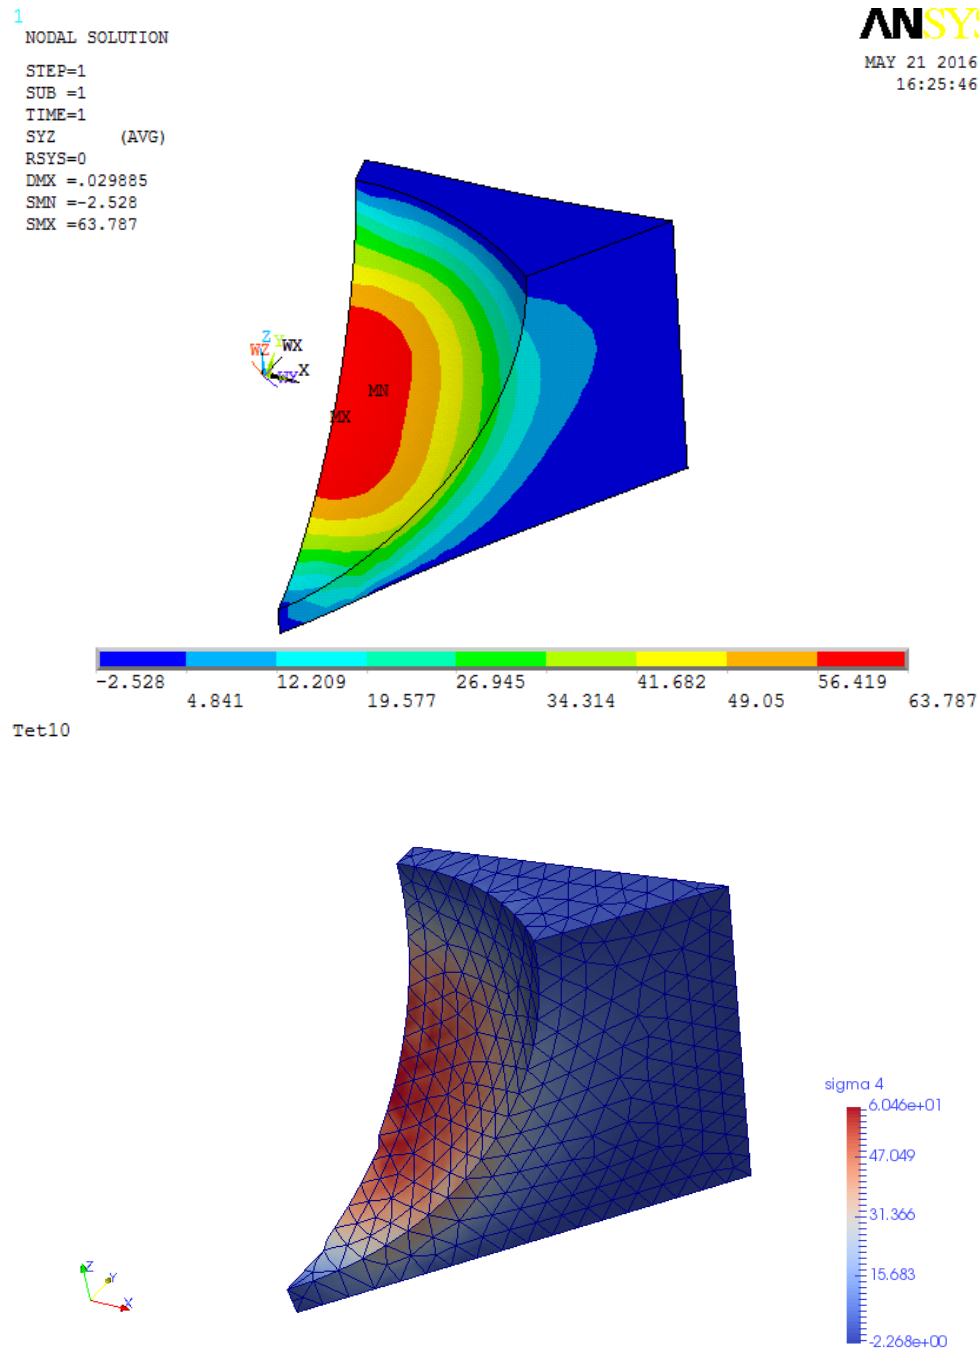 1
NODAL SOLUTION
STEP=1
SUB =1
TIME=1
SYZ (AVG)
RSYS=0
DMX =.029885
SMN =-2.528
SMX =63.787
ANSYS
MAY 21 2016
16:25:46
Z Y
WZ WX
X
WY
MN
MX
-2.528 12.209 26.945 41.682 56.419
4.841 19.577 34.314 49.05 63.787
Tet10
sigma 4
6.046e+01
47.049
31.366
15.683
-2.268e+00
Z
Y
X